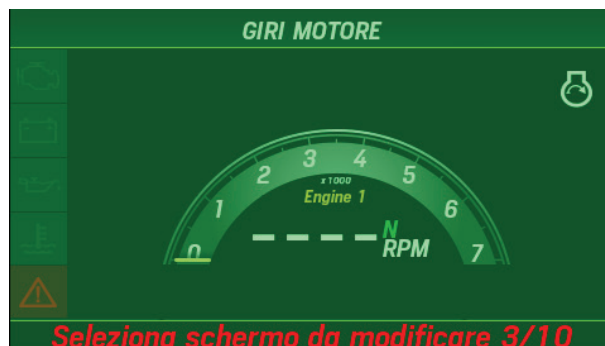 GIRI MOTORE
0 1 2 3 4 5 6 7
x 1000
Engine 1
- - - - N
RPM
Seleziona schermo da modificare 3/10